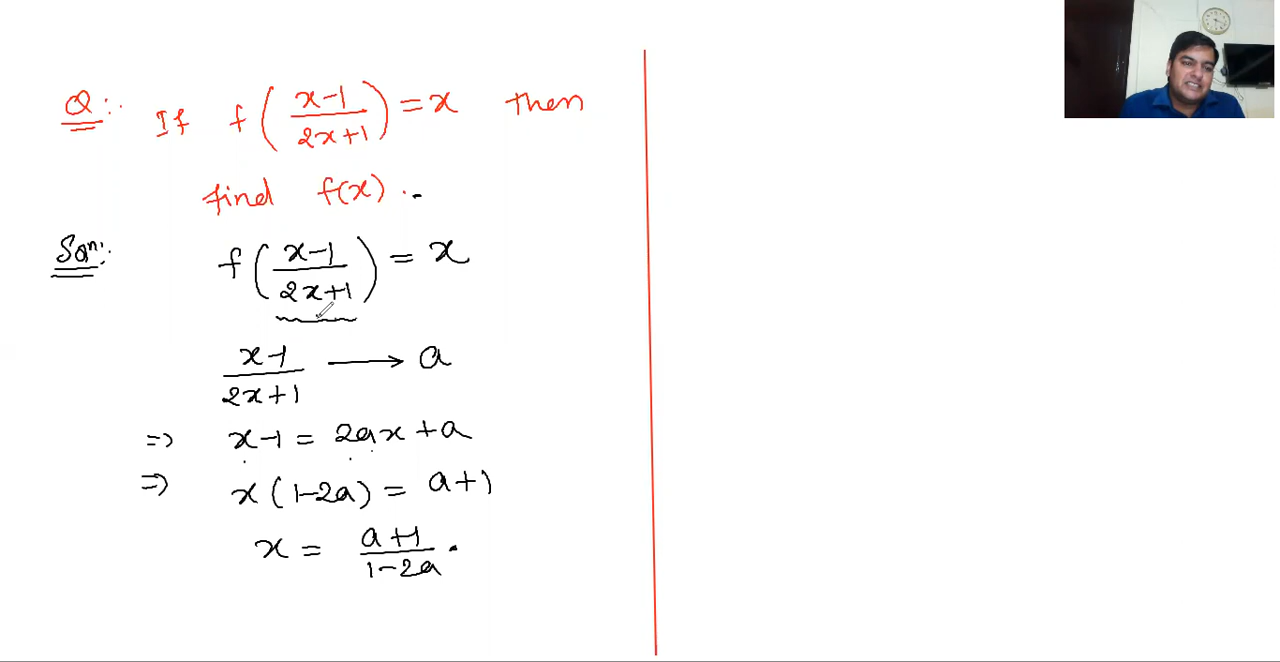 Q:. If f(x-1/2x+1) = x then
find f(x).
Soln:. f(x-1/2x+1) = x
x-1/2x+1 ⟶ a
=> x-1 = 2ax+a
=> x(1-2a) = a+1
x = a+1/1-2a .